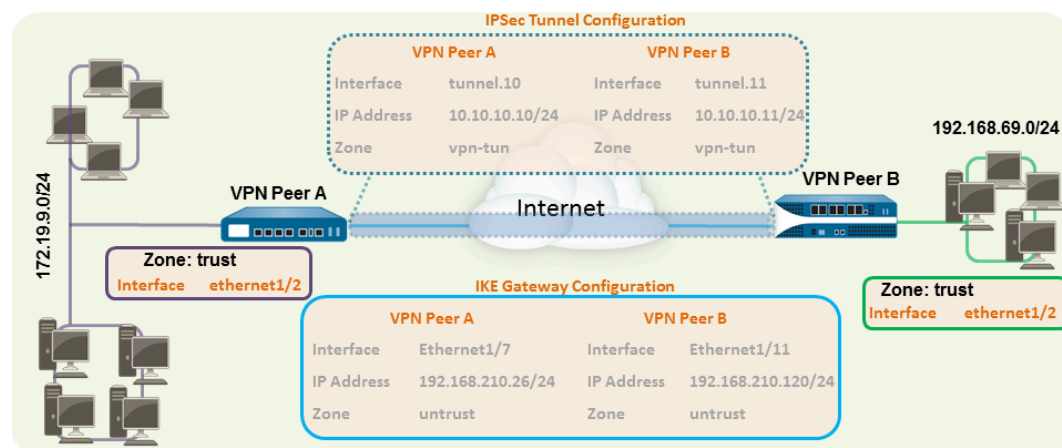 IPSec Tunnel Configuration
VPN Peer A VPN Peer B
Interface tunnel.10 Interface tunnel.11
IP Address 10.10.10.10/24 IP Address 10.10.10.11/24
Zone vpn-tun Zone vpn-tun
192.168.69.0/24
172.19.9.0/24
VPN Peer A
Internet
VPN Peer B
Zone: trust
Interface ethernet1/2
Zone: trust
Interface ethernet1/2
IKE Gateway Configuration
VPN Peer A VPN Peer B
Interface Ethernet1/7 Interface Ethernet1/11
IP Address 192.168.210.26/24 IP Address 192.168.210.120/24
Zone untrust Zone untrust